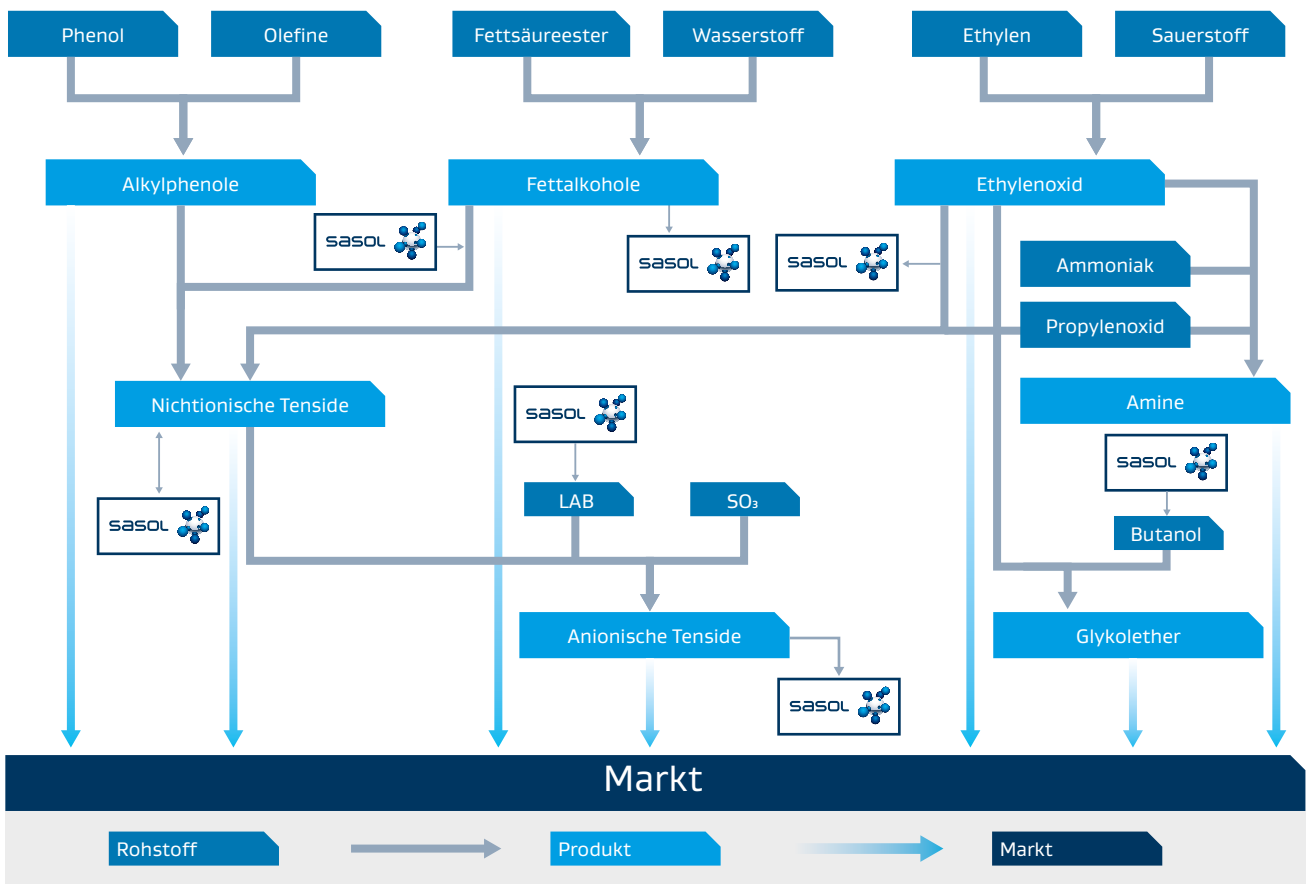 Phenol
Olefine
Fettsäureester
Wasserstoff
Ethylen
Sauerstoff
Alkylphenole
Fettalkohole
Ethylenoxid
sasol
sasol
sasol
Ammoniak
Propylenoxid
Nichtionische Tenside
sasol
Amine
sasol
LAB
SO₃
sasol
Butanol
Anionische Tenside
Glykolether
sasol
Markt
Rohstoff
Produkt
Markt